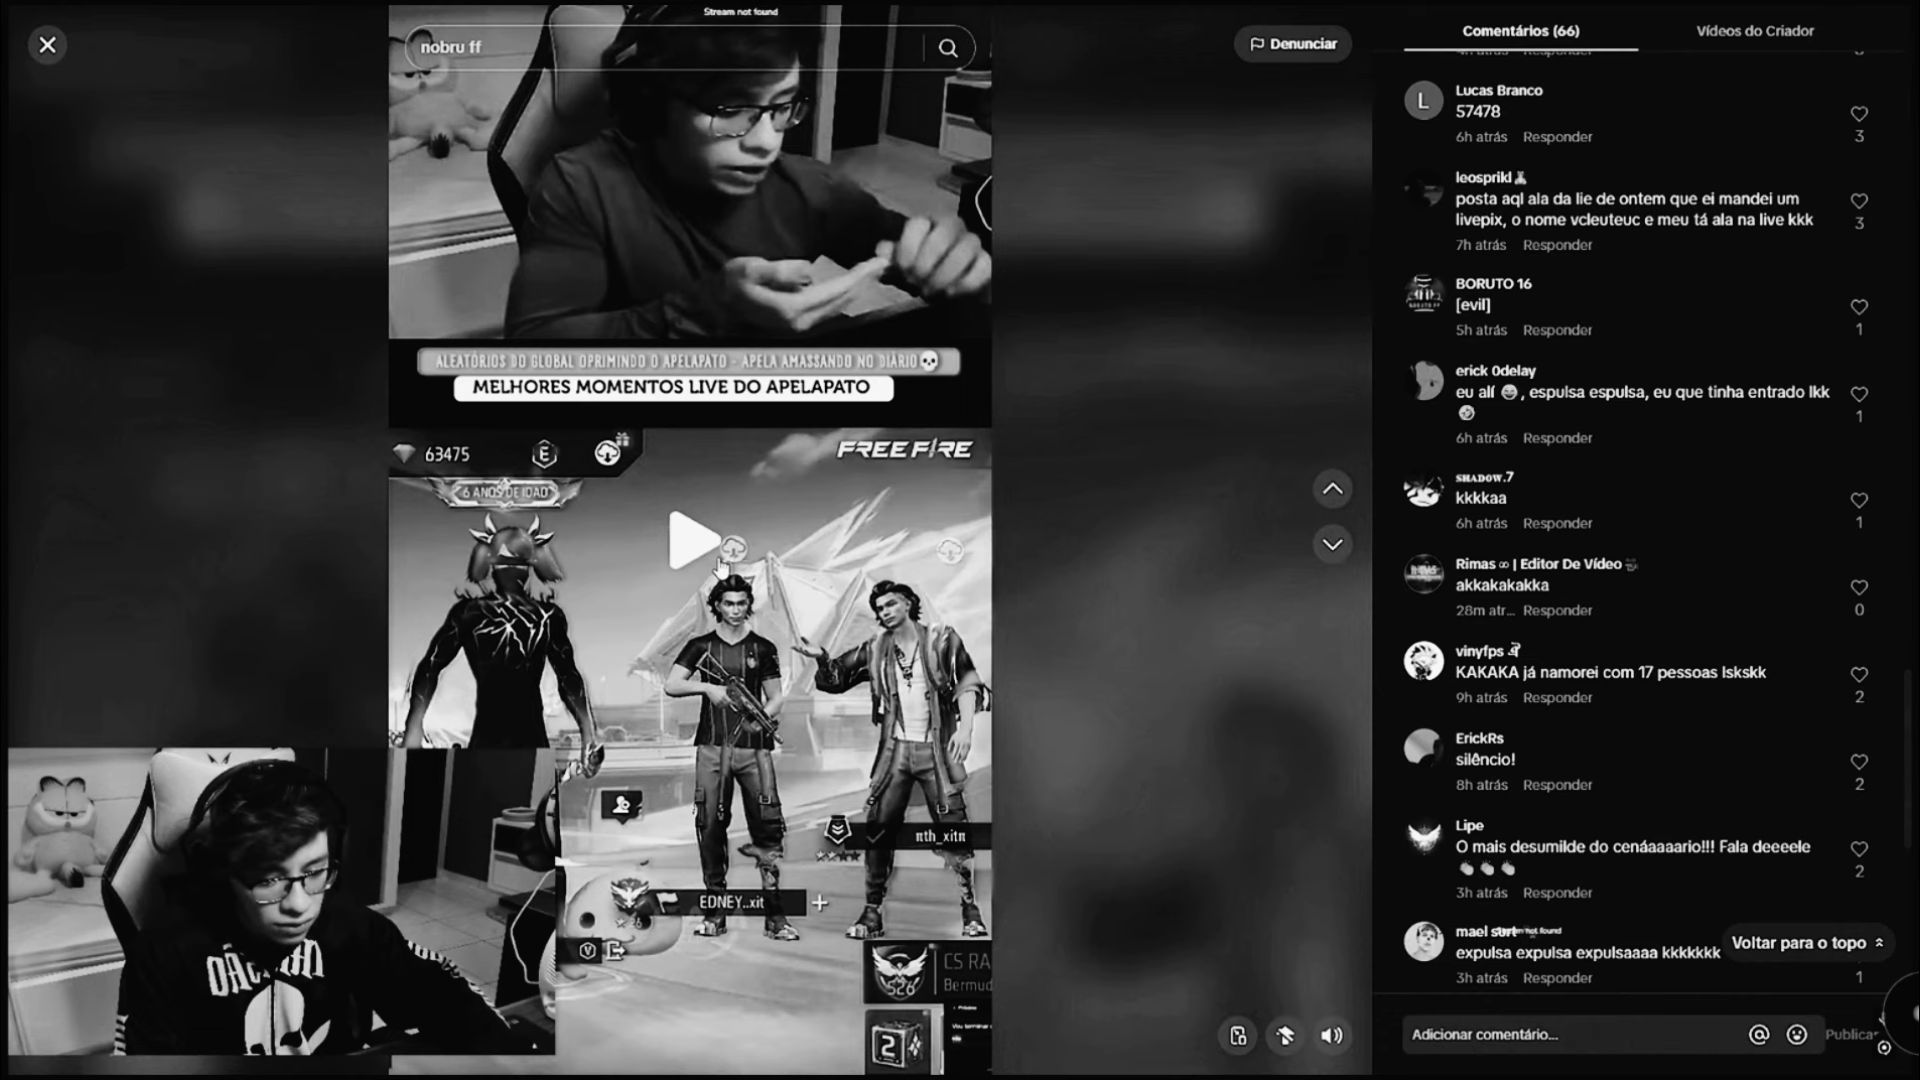 Stream not found
nobru ff
Denunciar
ALEATÓRIOS DO GLOBAL OPRIMINDO O APELAPATO - APELA AMASSANDO NO DIÁRIO💀
MELHORES MOMENTOS LIVE DO APELAPATO
63475
E
FREE FIRE
6 ANOS DE IDAD
πth_xitπ
EDNEY..xit
CS RA
Bermud
526
2
Comentários (66)
Vídeos do Criador
Lucas Branco
57478
6h atrás Responder
3
leosprikl
posta aql ala da lie de ontem que ei mandei um
livepix, o nome vcleuteuc e meu tá ala na live kkk
7h atrás Responder
3
BORUTO 16
[evil]
5h atrás Responder
1
erick 0delay
eu alí 😂, espulsa espulsa, eu que tinha entrado lkk
🤣
6h atrás Responder
1
SHADOW.7
kkkkaa
6h atrás Responder
1
Rimas ∞ | Editor De Vídeo
akkakakakka
28m atr... Responder
0
vinyfps
KAKAKA já namorei com 17 pessoas lskskk
9h atrás Responder
2
ErickRs
silêncio!
8h atrás Responder
2
Lipe
O mais desumilde do cenáaaaario!!! Fala deeeele
👏👏👏
3h atrás Responder
2
mael surt
expulsa expulsa expulsaaaa kkkkkkk
3h atrás Responder
1
Voltar para o topo
Adicionar comentário...
Publicar